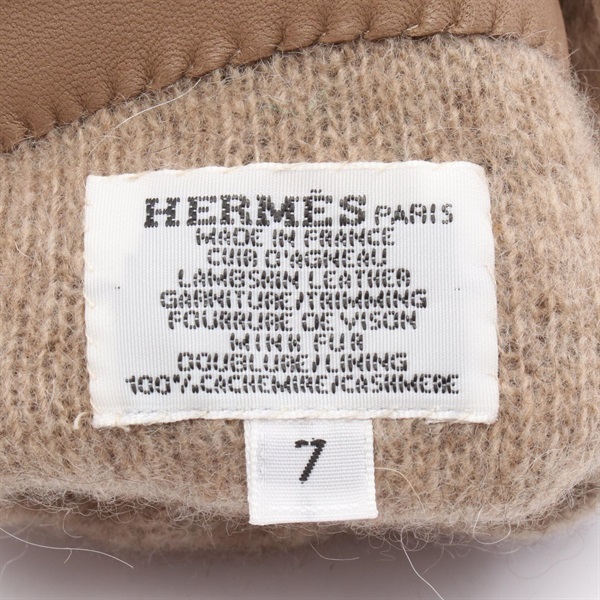 HERMÈS PARIS
MADE IN FRANCE
CUIR D'AGNEAU
LAMBSKIN LEATHER
GARNITURE/TRIMMING
FOURRURE DE VISON
MINK FUR
DOUBLURE/LINING
100% CACHEMIRE/CASHMERE
7